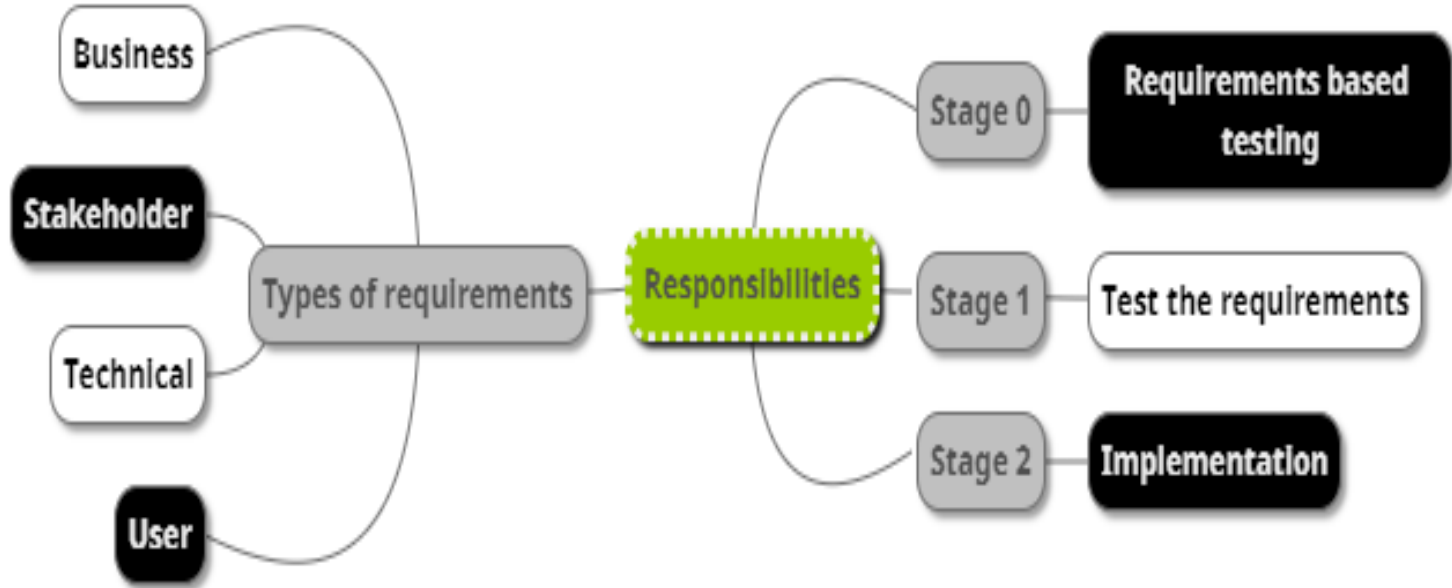 Business
Stakeholder
Technical
User
Types of requirements
Responsibilities
Stage 0
Requirements based
testing
Stage 1
Test the requirements
Stage 2
Implementation